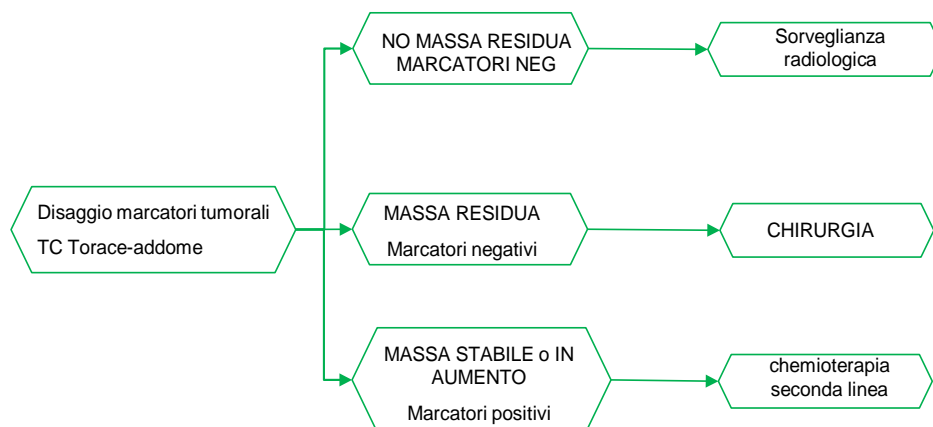 NO MASSA RESIDUA
MARCATORI NEG
Sorveglianza
radiologica
Disaggio marcatori tumorali
TC Torace-addome
MASSA RESIDUA
Marcatori negativi
CHIRURGIA
MASSA STABILE o IN
AUMENTO
Marcatori positivi
chemioterapia
seconda linea